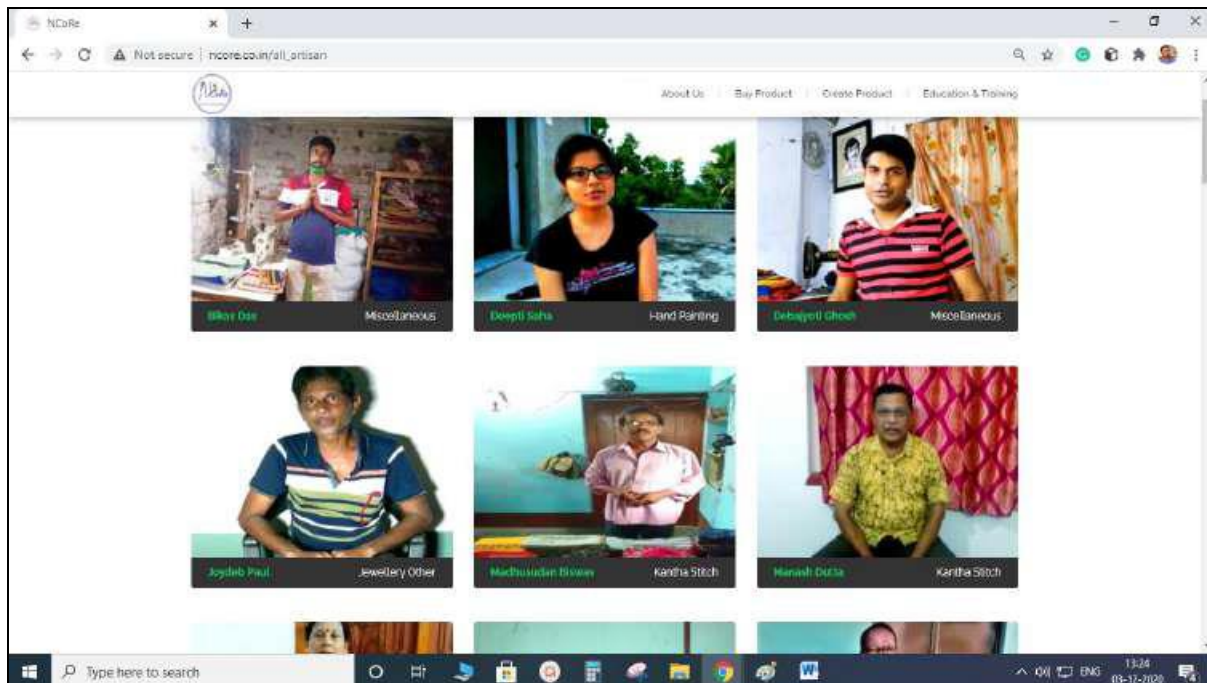 NCoRe
Not secure | ncore.co.in/all_artisan
About Us Buy Product Create Product Education & Training
Bikas Das Miscellaneous
Deepti Saha Hand Painting
Debajyoti Ghosh Miscellaneous
Joydeb Paul Jewellery Other
Madhusudan Biswas Kantha Stitch
Manash Dutta Kantha Stitch
Type here to search
ENG
13:24
03-12-2020